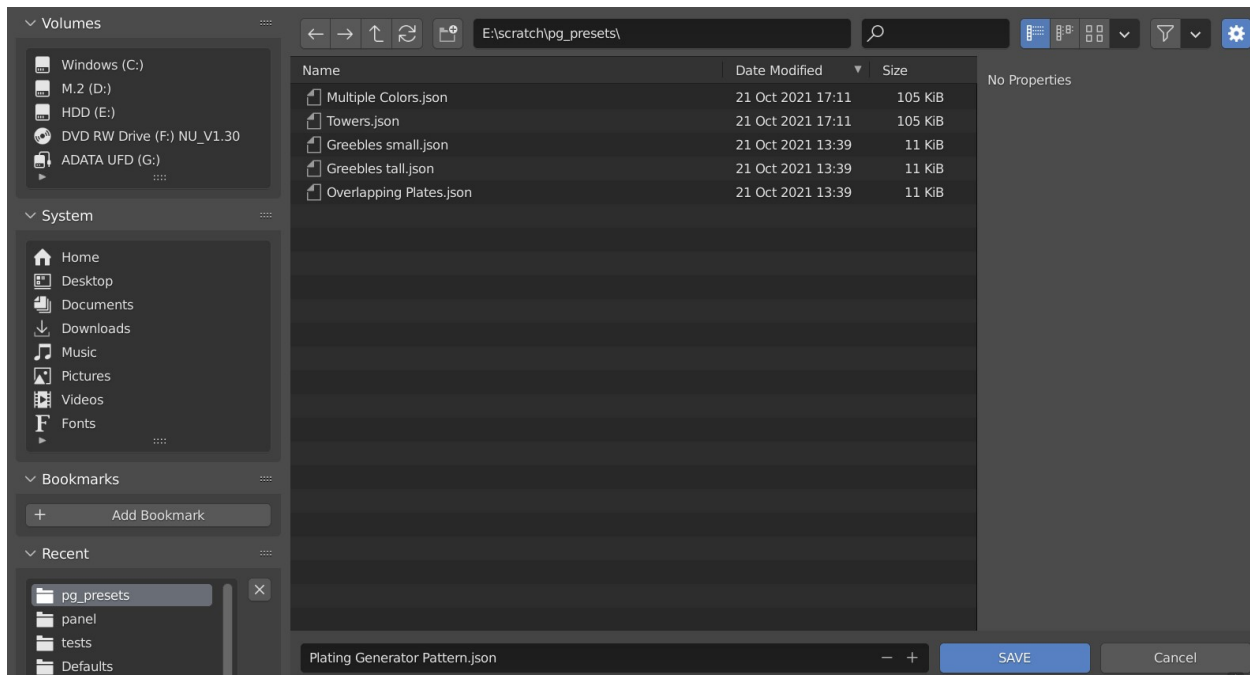 Volumes
Windows (C:)
M.2 (D:)
HDD (E:)
DVD RW Drive (F:) NU_V1.30
ADATA UFD (G:)
System
Home
Desktop
Documents
Downloads
Music
Pictures
Videos
Fonts
Bookmarks
Add Bookmark
Recent
pg_presets
panel
tests
Defaults
E:\scratch\pg_presets\
Name Date Modified Size
Multiple Colors.json 21 Oct 2021 17:11 105 KiB
Towers.json 21 Oct 2021 17:11 105 KiB
Greebles small.json 21 Oct 2021 13:39 11 KiB
Greebles tall.json 21 Oct 2021 13:39 11 KiB
Overlapping Plates.json 21 Oct 2021 13:39 11 KiB
Plating Generator Pattern.json
SAVE
Cancel
No Properties